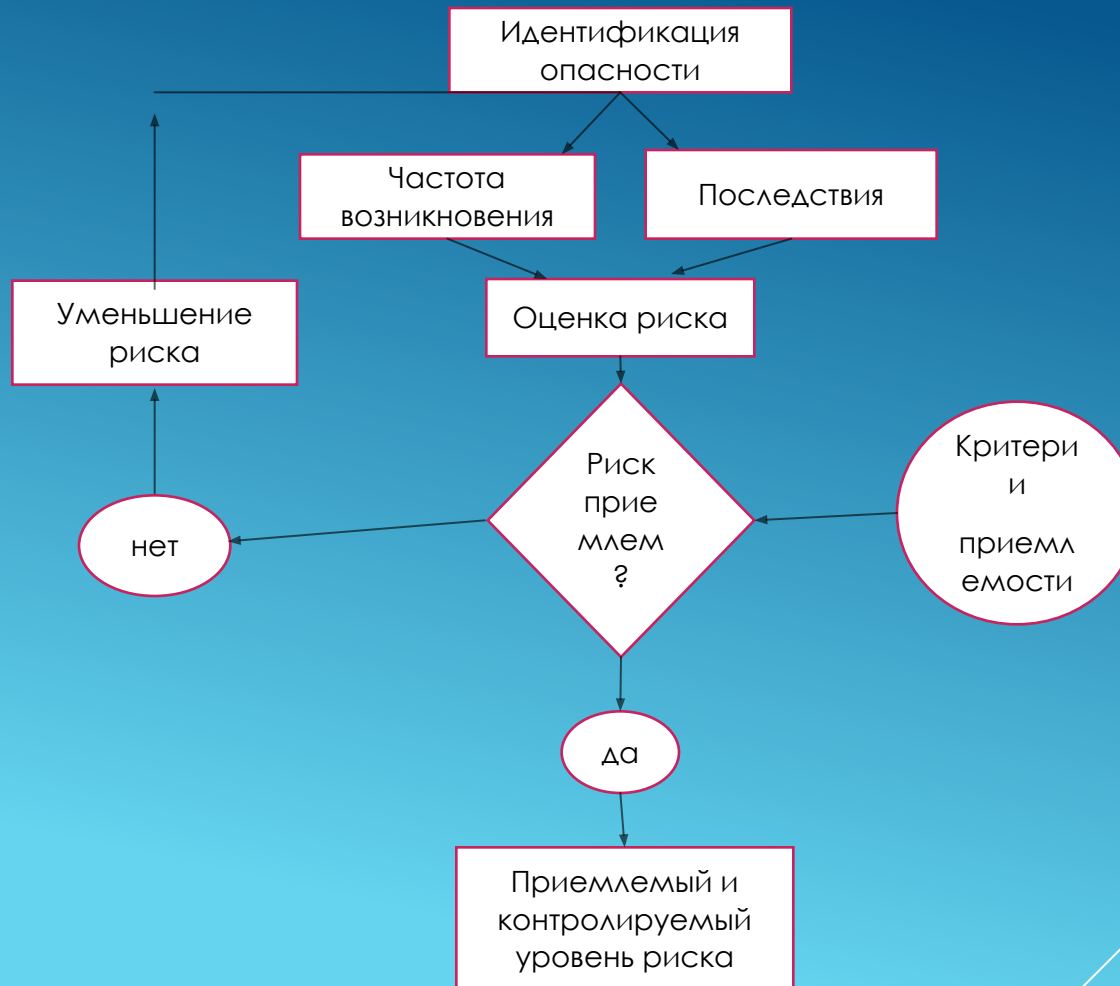 Идентификация
опасности
Частота
возникновения
Последствия
Уменьшение
риска
Оценка риска
Риск
прие
млем
?
Критери
и
приемл
емости
нет
да
Приемлемый и
контролируемый
уровень риска